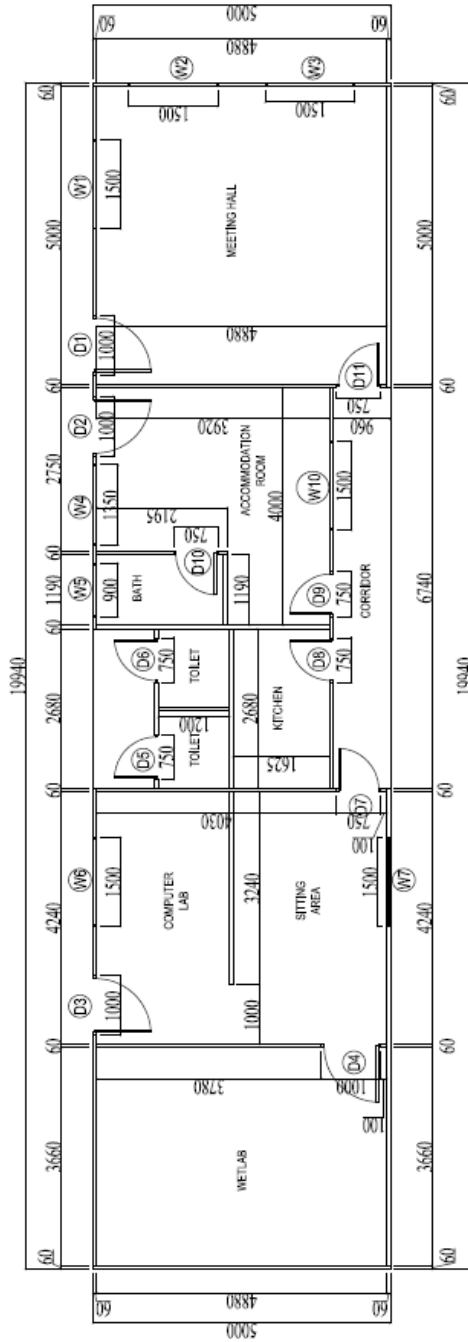 19940
60 3660 60 4240 60 2680 60 1190 60 2750 60 5000 60
D3 W6 W5 W4 D2 D1 W1
60 60
1000 1500 900 1350 1000 1000 1500
D5 D6
BATH
750 750
COMPUTER LAB
TOILET TOILET
1200
2195
750
D10
W2
1500
5000 4880
WETLAB
3780
4030
1190
MEETING HALL
4880
4880 5000
3240
2680
ACCOMMODATION ROOM
3920
1000
KITCHEN
4000
1625
SITTING AREA
W10
W3
1500
D8 D9
750 750 1500
D4
1000
D7
750
CORRIDOR
D11
750
960
100
1500
100
W7
60 60
60 3660 60 4240 60 6740 60 5000 60
19940